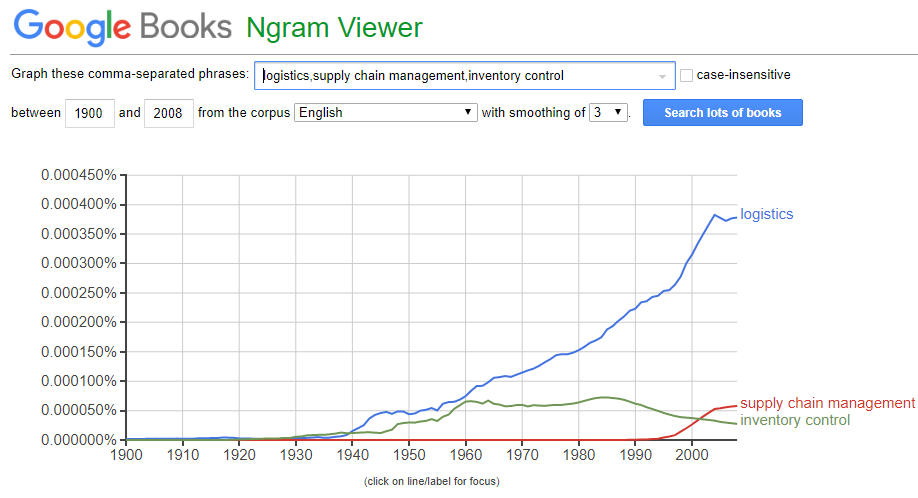 Google Books Ngram Viewer
Graph these comma-separated phrases: logistics,supply chain management,inventory control case-insensitive
between 1900 and 2008 from the corpus English with smoothing of 3 . Search lots of books
0.000450%
0.000400%
logistics
0.000350%
0.000300%
0.000250%
0.000200%
0.000150%
0.000100%
supply chain management
0.000050%
inventory control
0.000000%
1900 1910 1920 1930 1940 1950 1960 1970 1980 1990 2000
(click on line/label for focus)